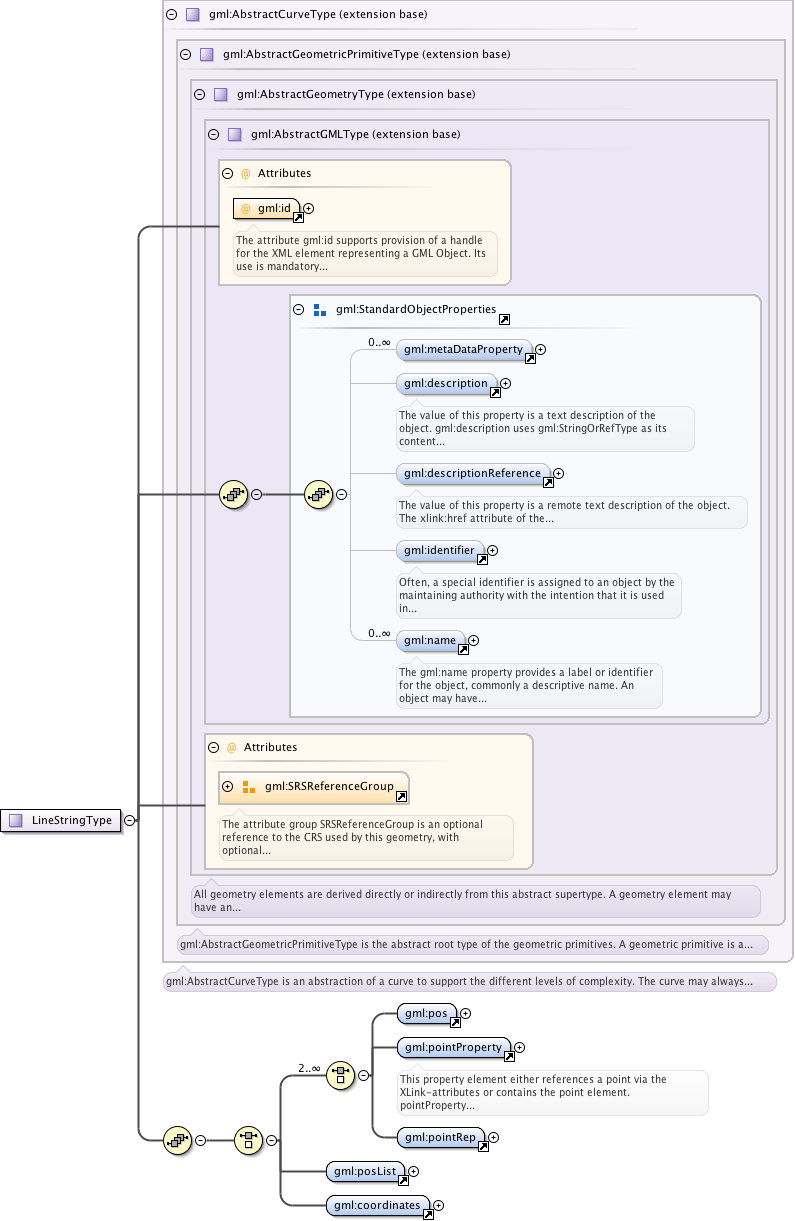 gml:AbstractCurveType (extension base)
gml:AbstractGeometricPrimitiveType (extension base)
gml:AbstractGeometryType (extension base)
gml:AbstractGMLType (extension base)
@ Attributes
@ gml:id
The attribute gml:id supports provision of a handle
for the XML element representing a GML Object. Its
use is mandatory...
gml:StandardObjectProperties
0..∞
gml:metaDataProperty
gml:description
The value of this property is a text description of the
object. gml:description uses gml:StringOrRefType as its
content...
gml:descriptionReference
The value of this property is a remote text description of the object.
The xlink:href attribute of the...
gml:identifier
Often, a special identifier is assigned to an object by the
maintaining authority with the intention that it is used
in...
0..∞
gml:name
The gml:name property provides a label or identifier
for the object, commonly a descriptive name. An
object may have...
@ Attributes
gml:SRSReferenceGroup
The attribute group SRSReferenceGroup is an optional
reference to the CRS used by this geometry, with
optional...
LineStringType
All geometry elements are derived directly or indirectly from this abstract supertype. A geometry element may
have an...
gml:AbstractGeometricPrimitiveType is the abstract root type of the geometric primitives. A geometric primitive is a...
gml:AbstractCurveType is an abstraction of a curve to support the different levels of complexity. The curve may always...
gml:pos
2..∞
gml:pointProperty
This property element either references a point via the
XLink-attributes or contains the point element.
pointProperty...
gml:pointRep
gml:posList
gml:coordinates